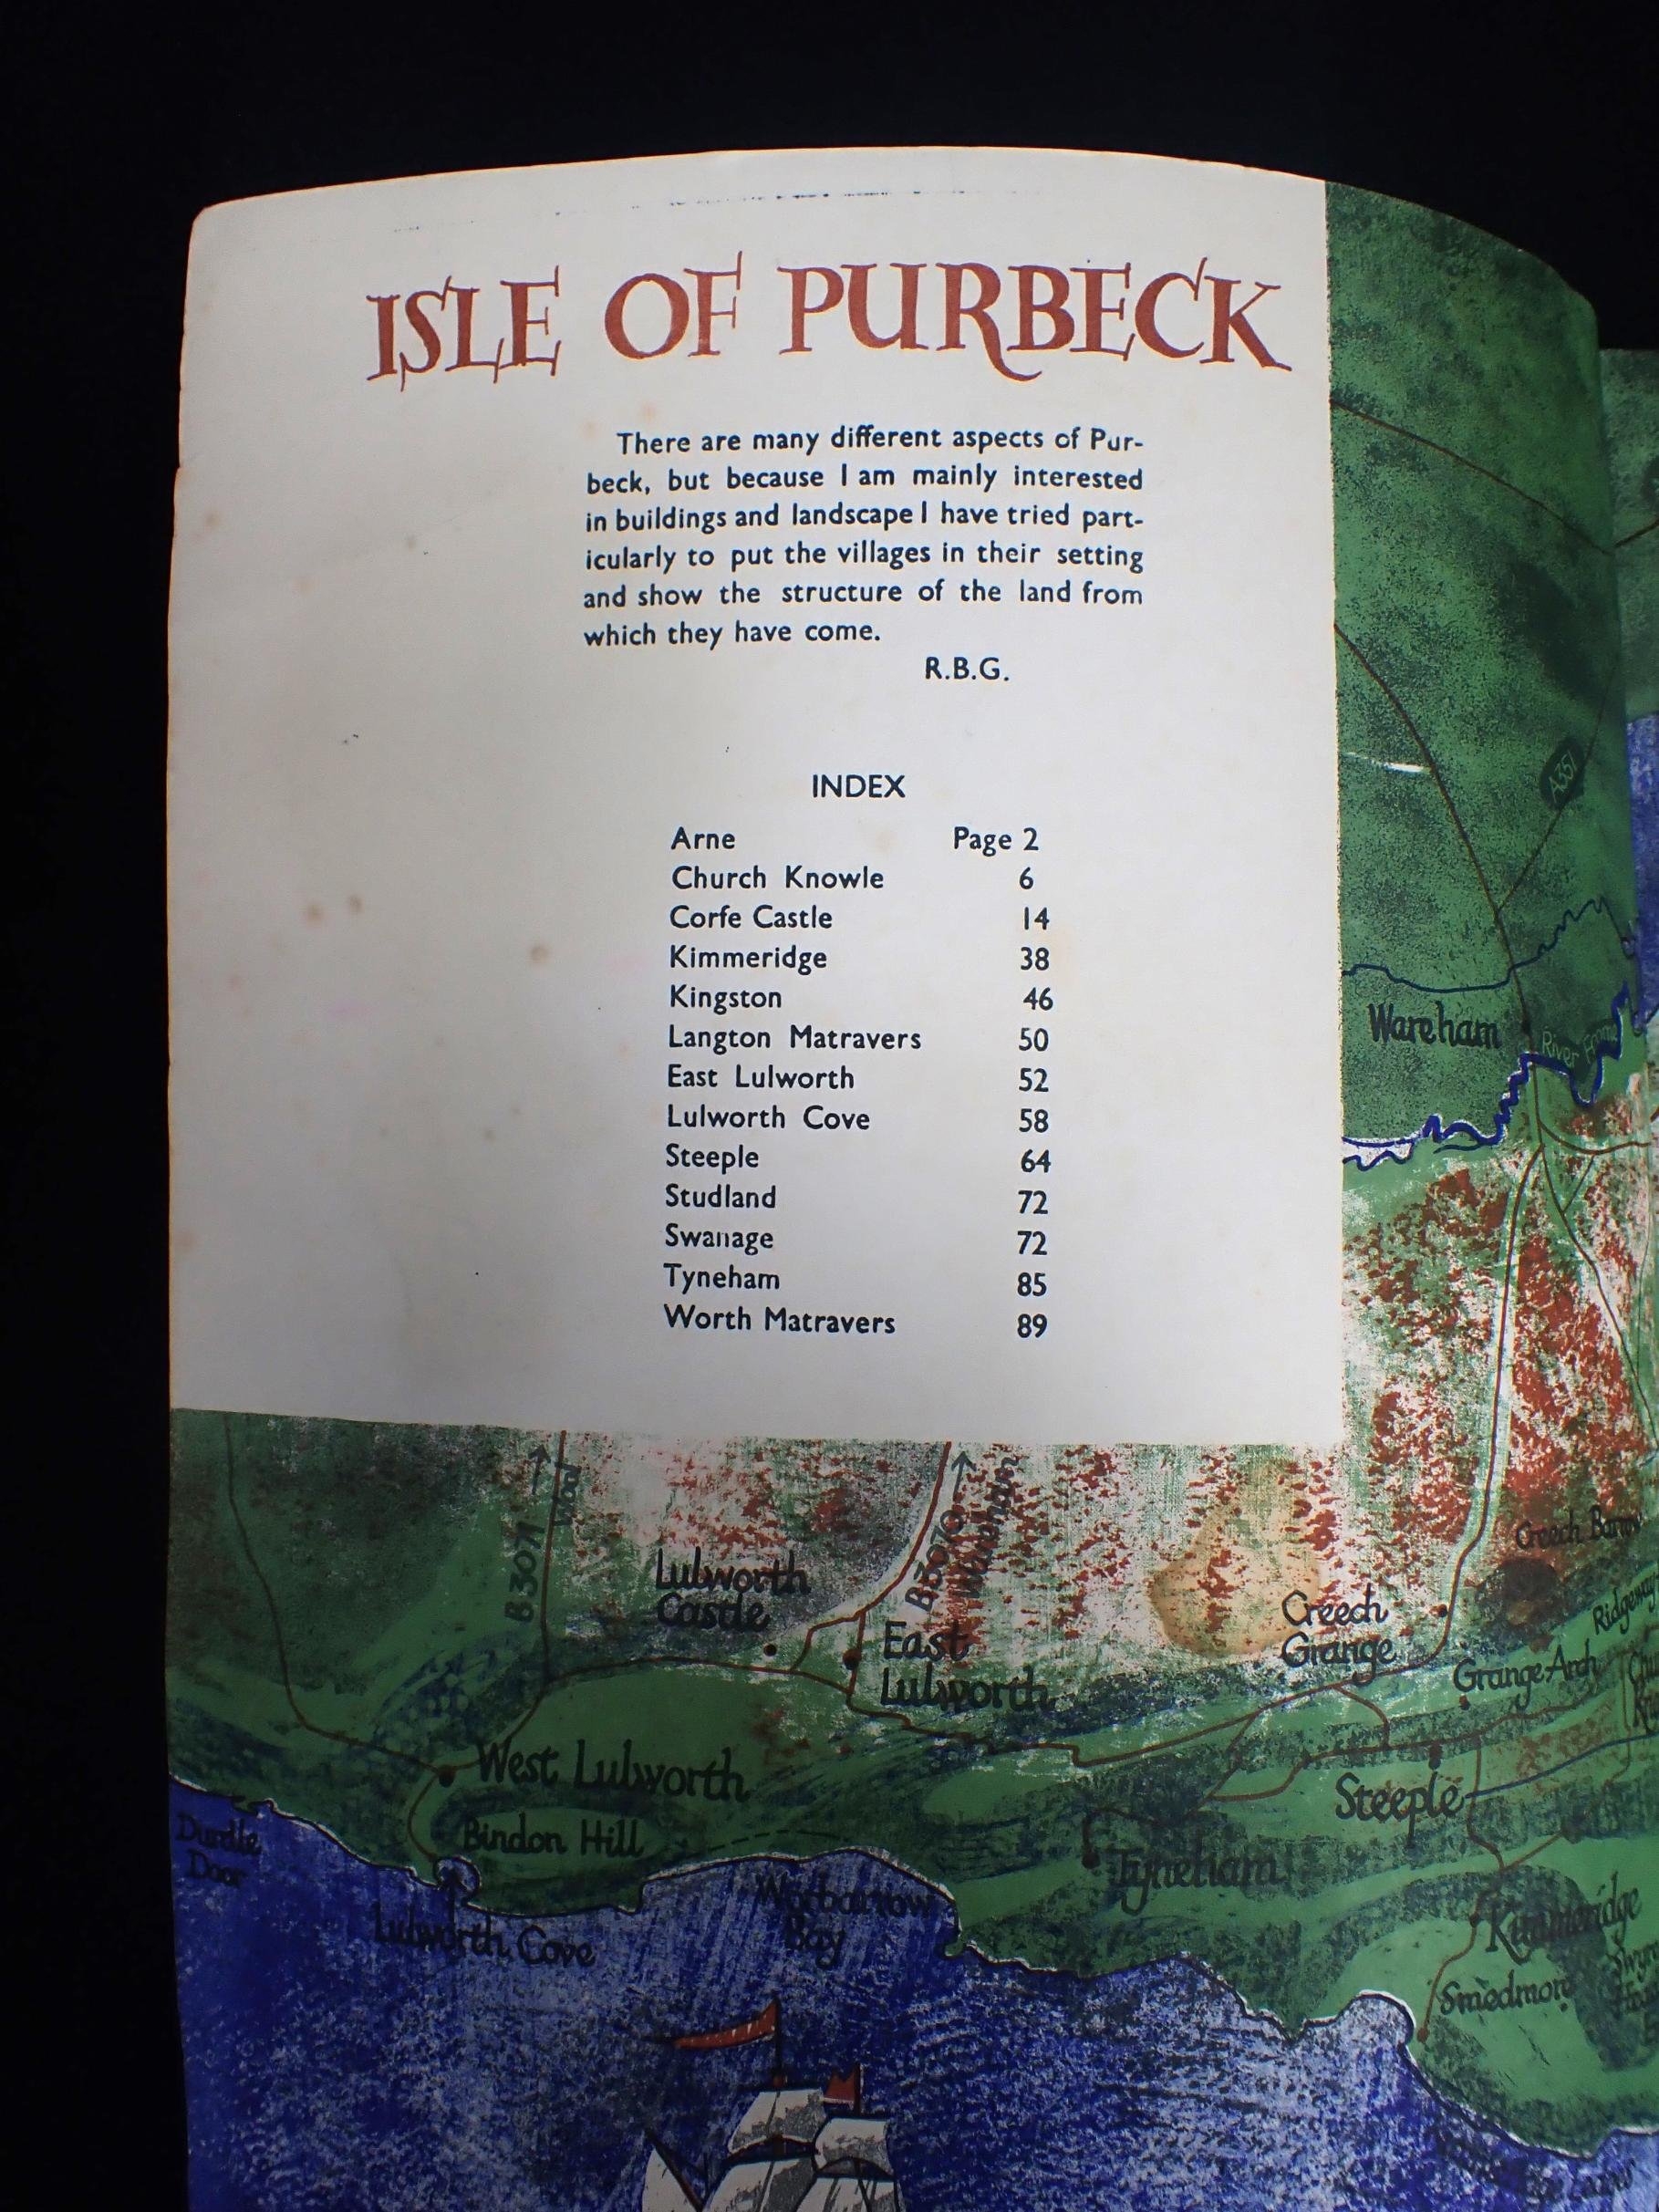 ISLE OF PURBECK
There are many different aspects of Pur-
beck, but because I am mainly interested
in buildings and landscape I have tried part-
icularly to put the villages in their setting
and show the structure of the land from
which they have come.
R.B.G.
INDEX
Arne Page 2
Church Knowle 6
Corfe Castle 14
Kimmeridge 38
Kingston 46
Langton Matravers 50
East Lulworth 52
Lulworth Cove 58
Steeple 64
Studland 72
Swanage 72
Tyneham 85
Worth Matravers 89
A351
Wareham
River
B3071
Wool
B3070
Wareham
Lulworth
Castle
East
Lulworth
Creech
Grange
Creech Barrow
Ridgeway
Grange Arch
West Lulworth
Bindon Hill
Steeple
Durdle
Door
Lulworth Cove
Worbarrow
Bay
Tyneham
Kimmeridge
Smedmore